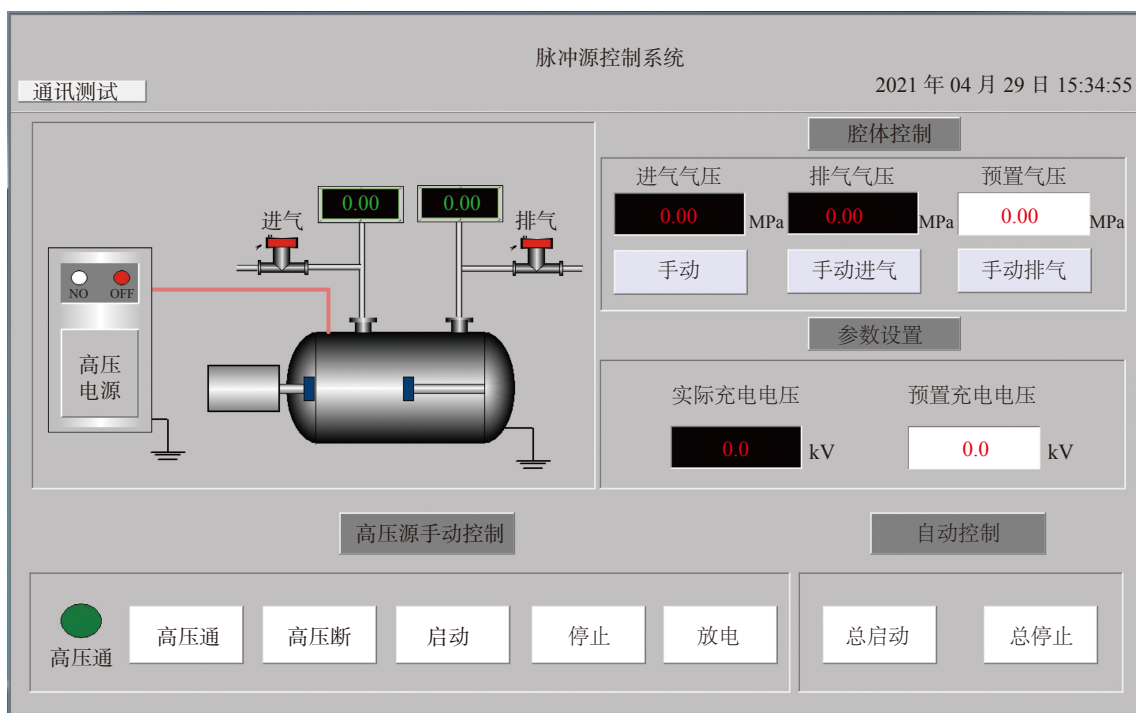 脉冲源控制系统
通讯测试
2021 年 04 月 29 日 15:34:55
腔体控制
进气气压 排气气压 预置气压
0.00 MPa 0.00 MPa 0.00 MPa
手动 手动进气 手动排气
0.00 0.00
进气 排气
NO OFF
高压
电源
参数设置
实际充电电压 预置充电电压
0.0 kV 0.0 kV
高压源手动控制
自动控制
高压通
高压通 高压断 启动 停止 放电
总启动 总停止